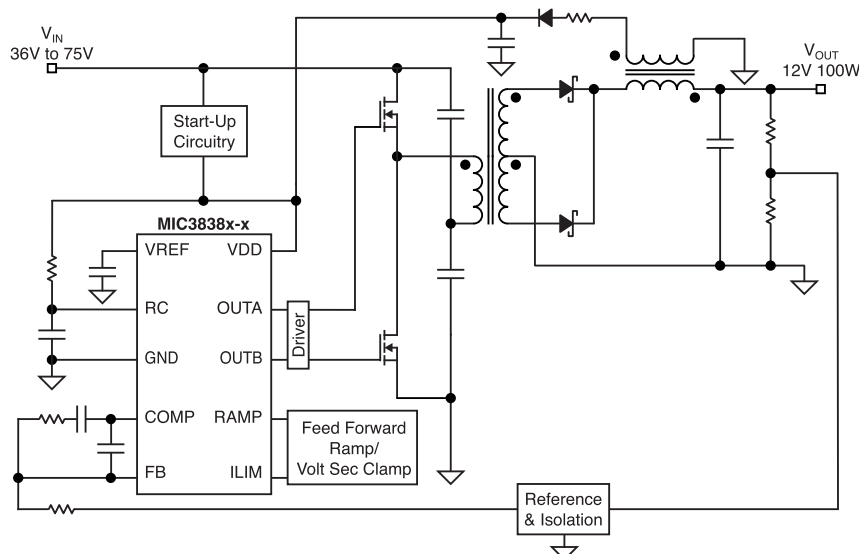 VIN
36V to 75V
VOUT
12V 100W
Start-Up
Circuitry
MIC3838x-x
VREF
VDD
RC
OUTA
GND
OUTB
COMP
RAMP
FB
ILIM
Driver
Feed Forward
Ramp/
Volt Sec Clamp
Reference
& Isolation